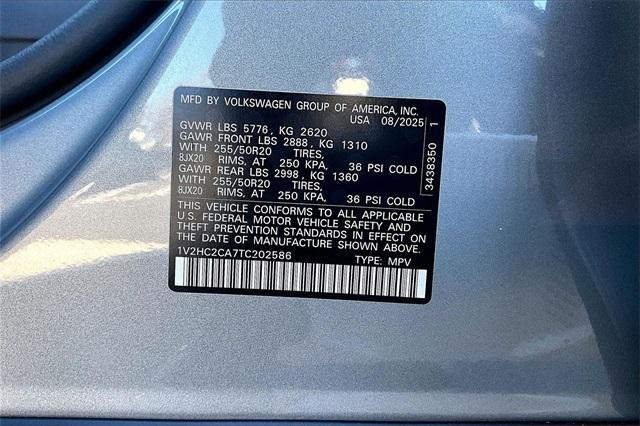 MFD BY VOLKSWAGEN GROUP OF AMERICA, INC.
USA 08/2025
GVWR LBS 5776, KG 2620
GAWR FRONT LBS 2888, KG 1310
WITH 255/50R20 TIRES,
8JX20 RIMS, AT 250 KPA, 36 PSI COLD
GAWR REAR LBS 2998, KG 1360
WITH 255/50R20 TIRES,
8JX20 RIMS, AT 250 KPA, 36 PSI COLD
THIS VEHICLE CONFORMS TO ALL APPLICABLE
U.S. FEDERAL MOTOR VEHICLE SAFETY AND
THEFT PREVENTION STANDARDS IN EFFECT ON
THE DATE OF MANUFACTURE SHOWN ABOVE.
1V2HC2CA7TC202586 TYPE: MPV
3438350 1